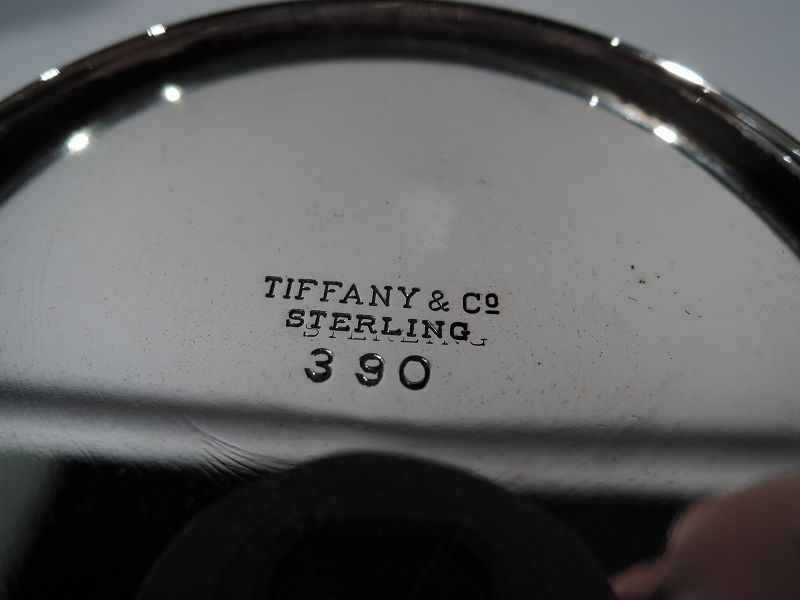 TIFFANY & Cº
STERLING
390